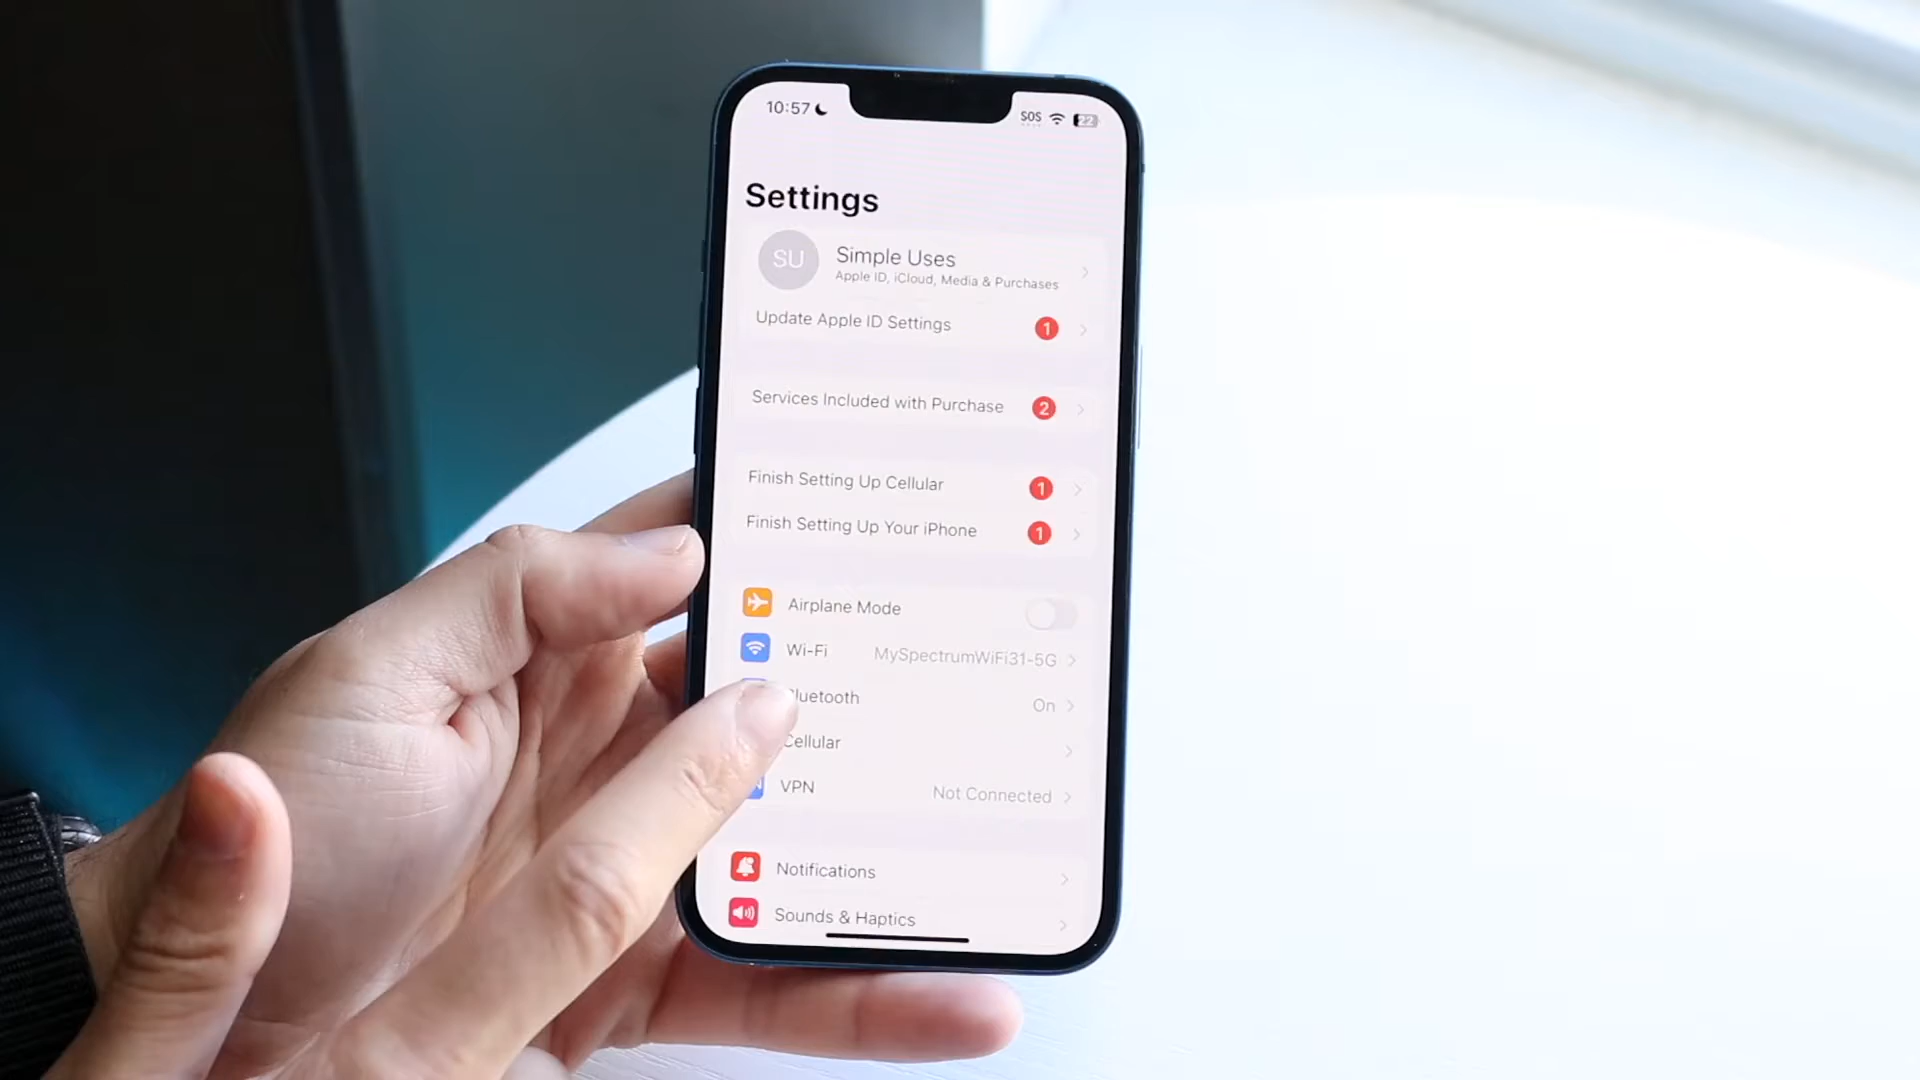 10:57
SOS
22
Settings
SU
Simple Uses
Apple ID, iCloud, Media & Purchases
Update Apple ID Settings 1
Services Included with Purchase 2
Finish Setting Up Cellular 1
Finish Setting Up Your iPhone 1
Airplane Mode
Wi-Fi MySpectrumWiFi31-5G
luetooth On
Cellular
VPN Not Connected
Notifications
Sounds & Haptics